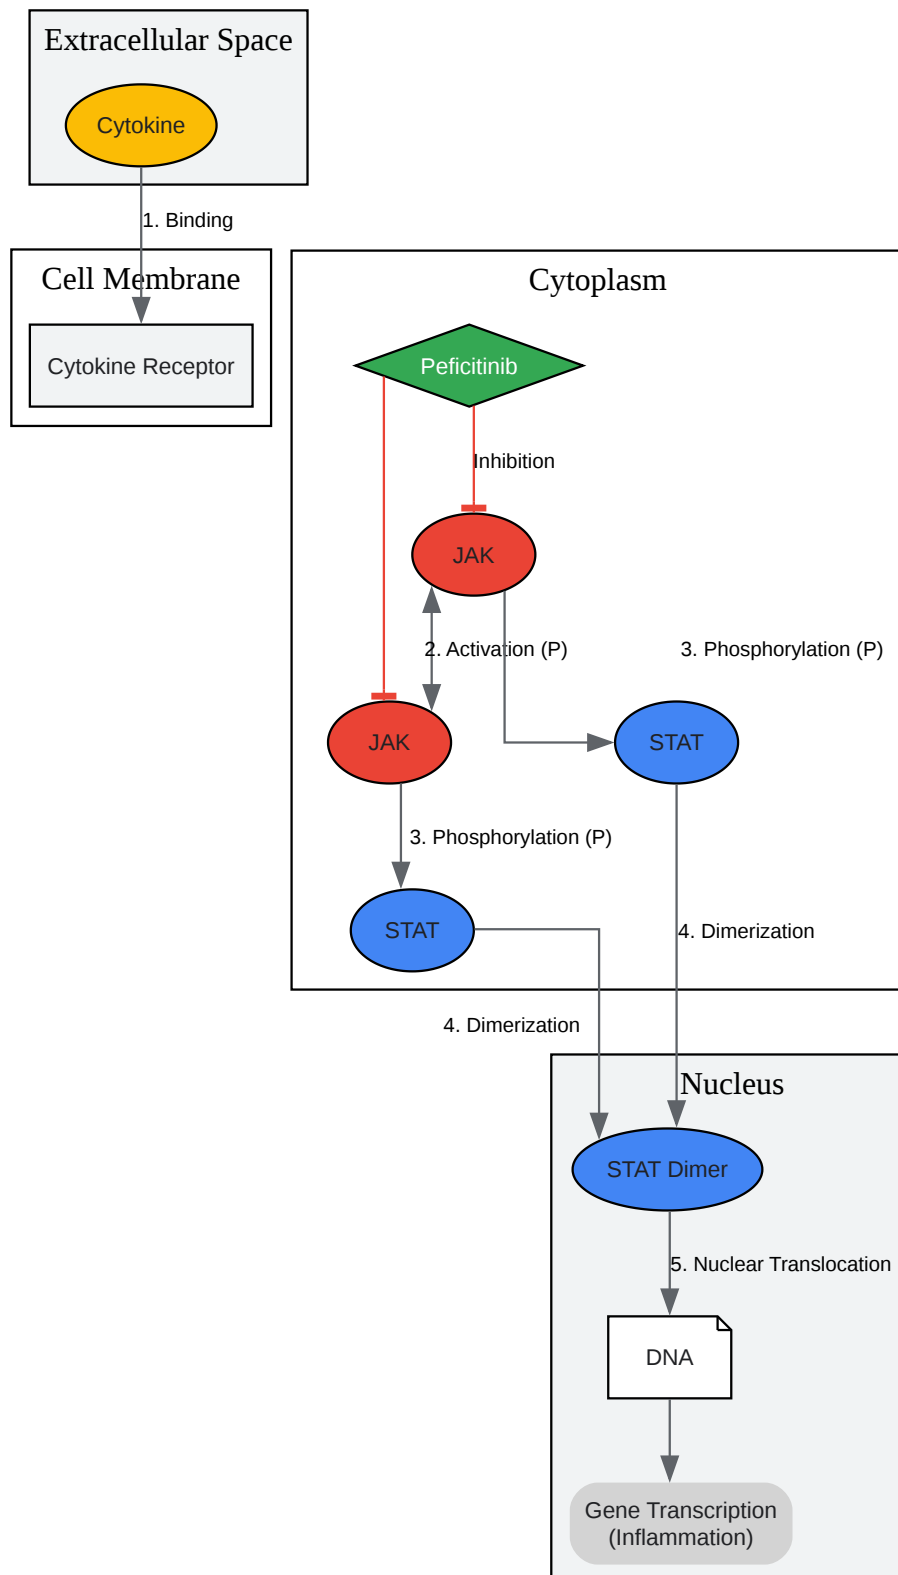 Extracellular Space
Cytokine
1. Binding
Cell Membrane
Cytokine Receptor
Cytoplasm
Peficitinib
Inhibition
JAK
2. Activation (P)
3. Phosphorylation (P)
JAK
STAT
3. Phosphorylation (P)
STAT
4. Dimerization
4. Dimerization
Nucleus
STAT Dimer
5. Nuclear Translocation
DNA
Gene Transcription
(Inflammation)